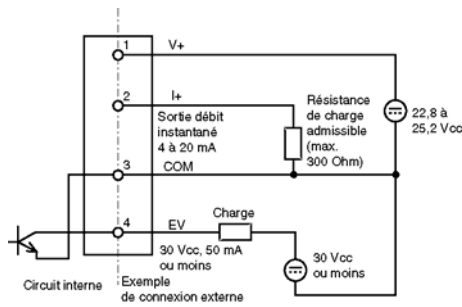 1
V+
2
I+
Sortie débit
instantané
4 à 20 mA
Résistance
de charge
admissible
(max.
300 Ohm)
22,8 à
25,2 Vcc
3
COM
4
EV
Charge
30 Vcc, 50 mA
ou moins
30 Vcc
ou moins
Circuit interne
Exemple
de connexion externe